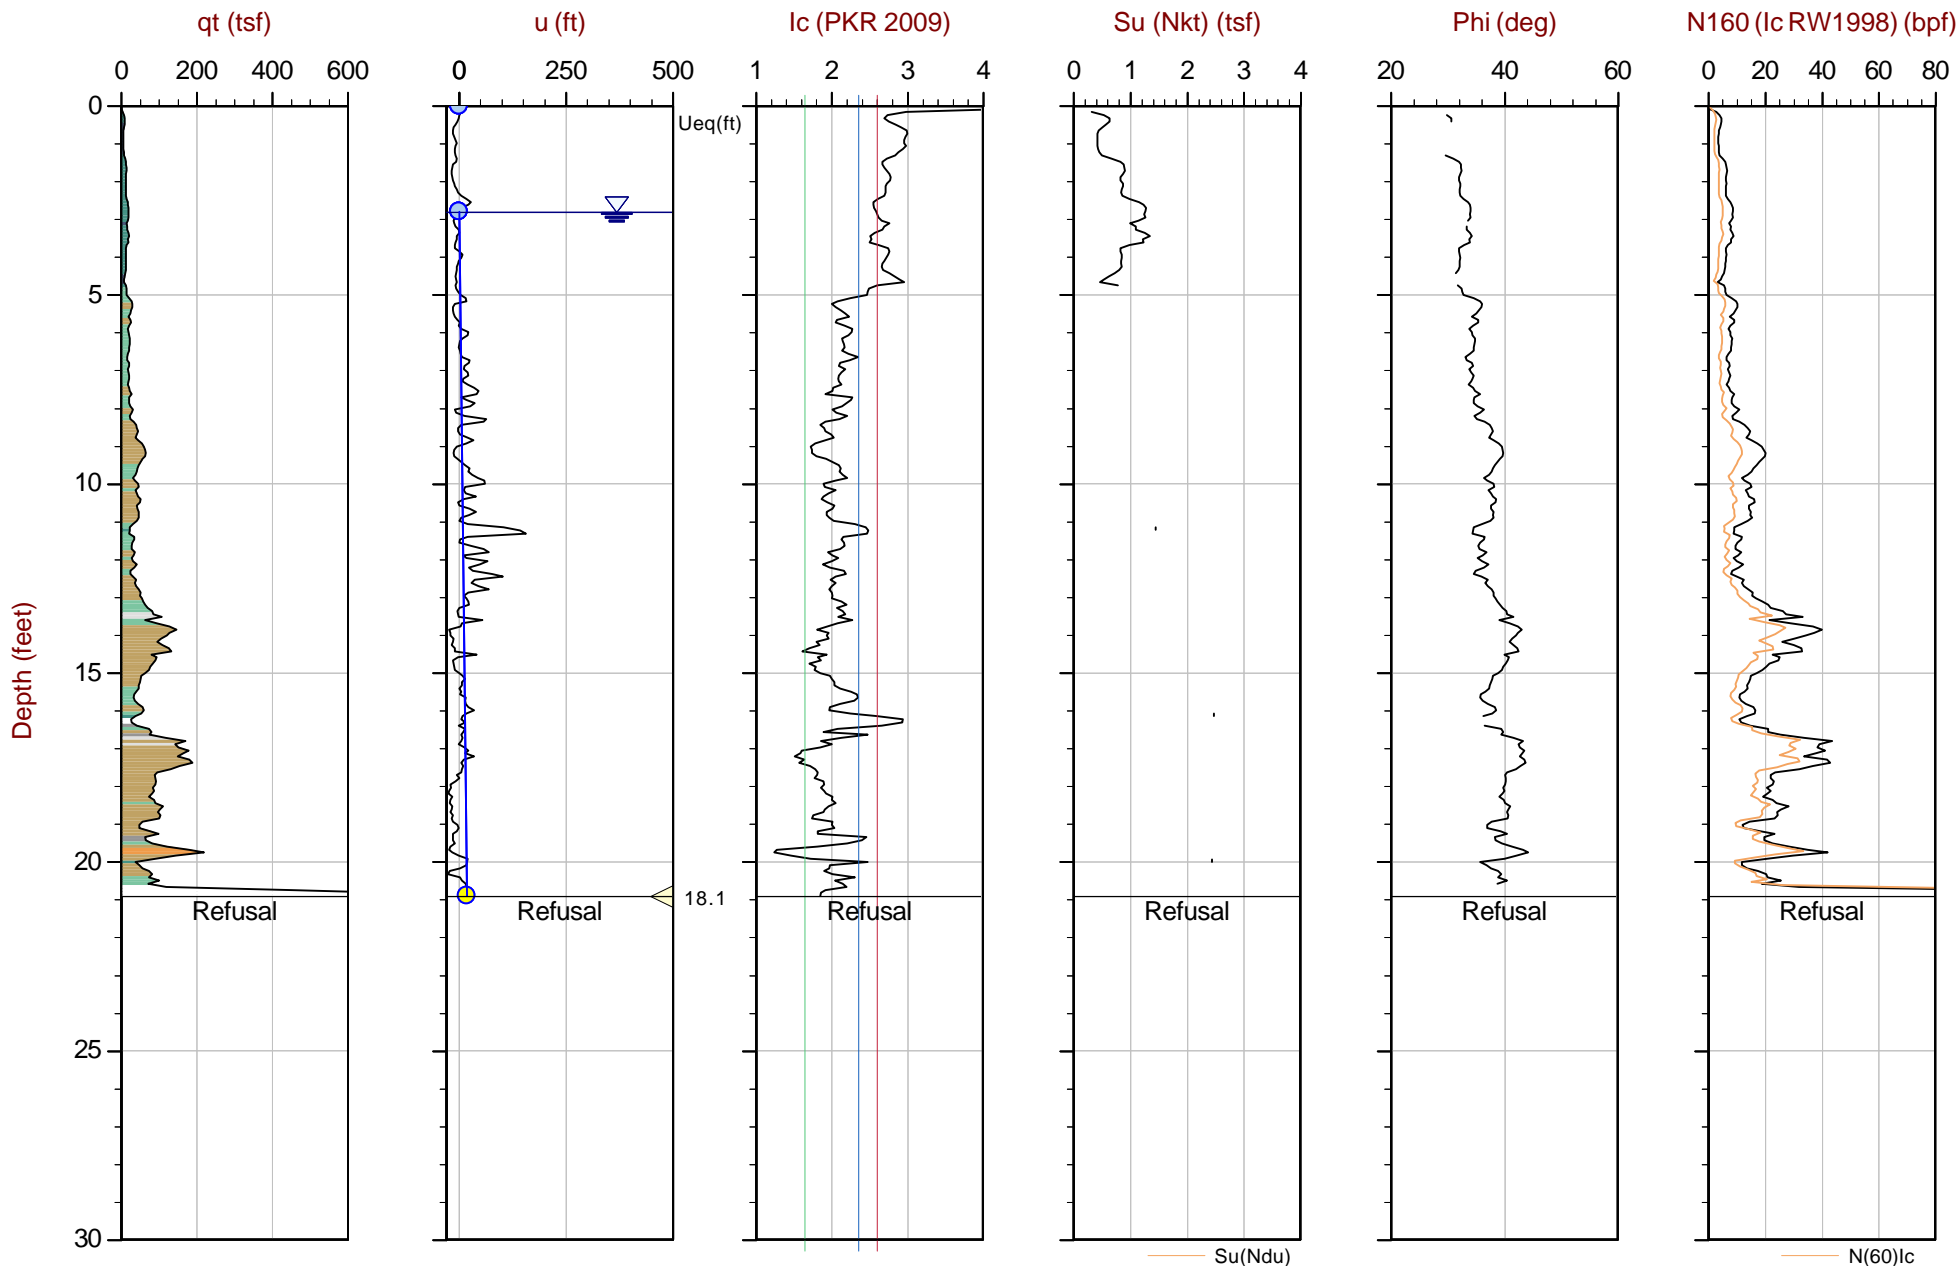 qt (tsf) u (ft) Ic (PKR 2009) Su (Nkt) (tsf) Phi (deg) N160 (Ic RW1998) (bpf)
0 200 400 600 0 250 500 1 2 3 4 0 1 2 3 4 20 40 60 0 20 40 60 80
0
Ueq(ft)
5
10
15
Depth (feet)
20
18.1
Refusal Refusal Refusal Refusal Refusal Refusal
25
30
Su(Ndu) N(60)Ic